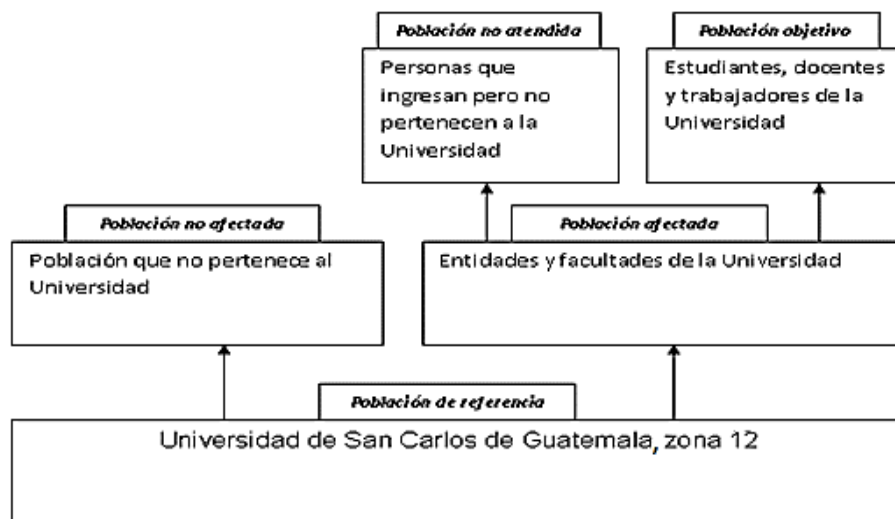 Población no atendida
Personas que
ingresan pero no
pertenecen a la
Universidad
Población objetivo
Estudiantes, docentes
y trabajadores de la
Universidad
Población no afectada
Población que no pertenece al
Universidad
Población afectada
Entidades y facultades de la Universidad
Población de referencia
Universidad de San Carlos de Guatemala, zona 12